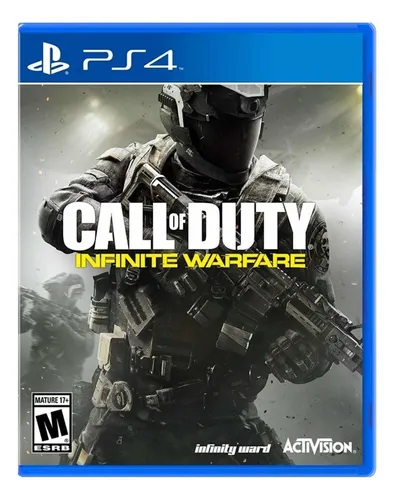 PS4
CALL OF DUTY
INFINITE WARFARE
MATURE 17+
M
ESRB
infinity ward
ACTIVISION